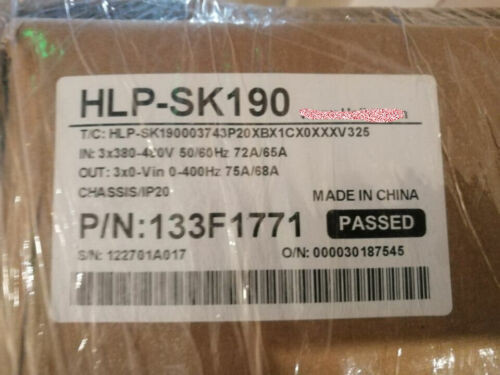 HLP-SK190
T/C: HLP-SK190003743P20XBX1CX0XXXV325
IN: 3x380-480V 50/60Hz 72A/65A
OUT: 3x0-Vin 0-400Hz 75A/68A
CHASSIS/IP20
MADE IN CHINA
P/N:133F1771 PASSED
S/N: 122701A017 O/N: 000030187545